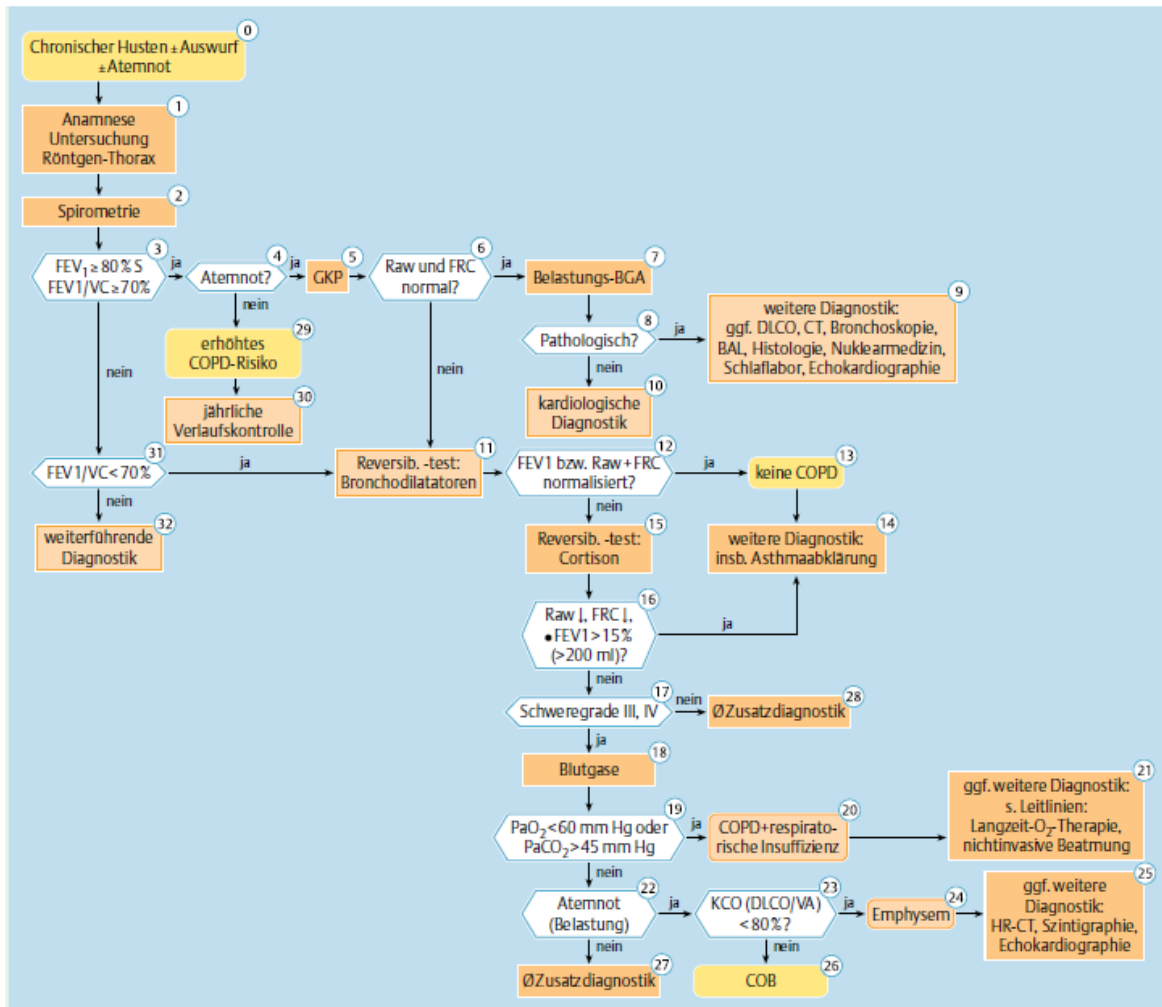 0
Chronischer Husten ± Auswurf
± Atemnot
1
Anamnese
Untersuchung
Röntgen-Thorax
2
Spirometrie
3
FEV₁ ≥ 80% S
FEV1/VC ≥ 70%
ja
nein
4
Atemnot?
ja
nein
5
GKP
6
Raw und FRC
normal?
ja
nein
7
Belastungs-BGA
8
Pathologisch?
ja
nein
9
weitere Diagnostik:
ggf. DLCO, CT, Bronchoskopie,
BAL, Histologie, Nuklearmedizin,
Schlaflabor, Echokardiographie
29
erhöhtes
COPD-Risiko
30
jährliche
Verlaufskontrolle
10
kardiologische
Diagnostik
31
FEV1/VC < 70%
ja
nein
11
Reversib. -test:
Bronchodilatatoren
12
FEV1 bzw. Raw + FRC
normalisiert?
ja
nein
13
keine COPD
32
weiterführende
Diagnostik
15
Reversib. -test:
Cortison
14
weitere Diagnostik:
insb. Asthmaabklärung
16
Raw ↓, FRC ↓,
• FEV1 > 15%
(>200 ml)?
ja
nein
17
Schweregrade III, IV
nein
ja
28
Ø Zusatzdiagnostik
18
Blutgase
19
PaO₂ < 60 mm Hg oder
PaCO₂ > 45 mm Hg
ja
nein
20
COPD+respirato-
rische Insuffizienz
21
ggf. weitere Diagnostik:
s. Leitlinien:
Langzeit-O₂-Therapie,
nichtinvasive Beatmung
22
Atemnot
(Belastung)
ja
nein
23
KCO (DLCO/VA)
< 80%?
ja
nein
24
Emphysem
25
ggf. weitere
Diagnostik:
HR-CT, Szintigraphie,
Echokardiographie
27
Ø Zusatzdiagnostik
26
COB